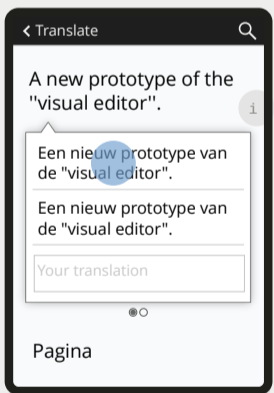 Translate
A new prototype of the
"visual editor".
i
Een nieuw prototype van
de "visual editor".
Een nieuw prototype van
de "visual editor".
Your translation
Pagina